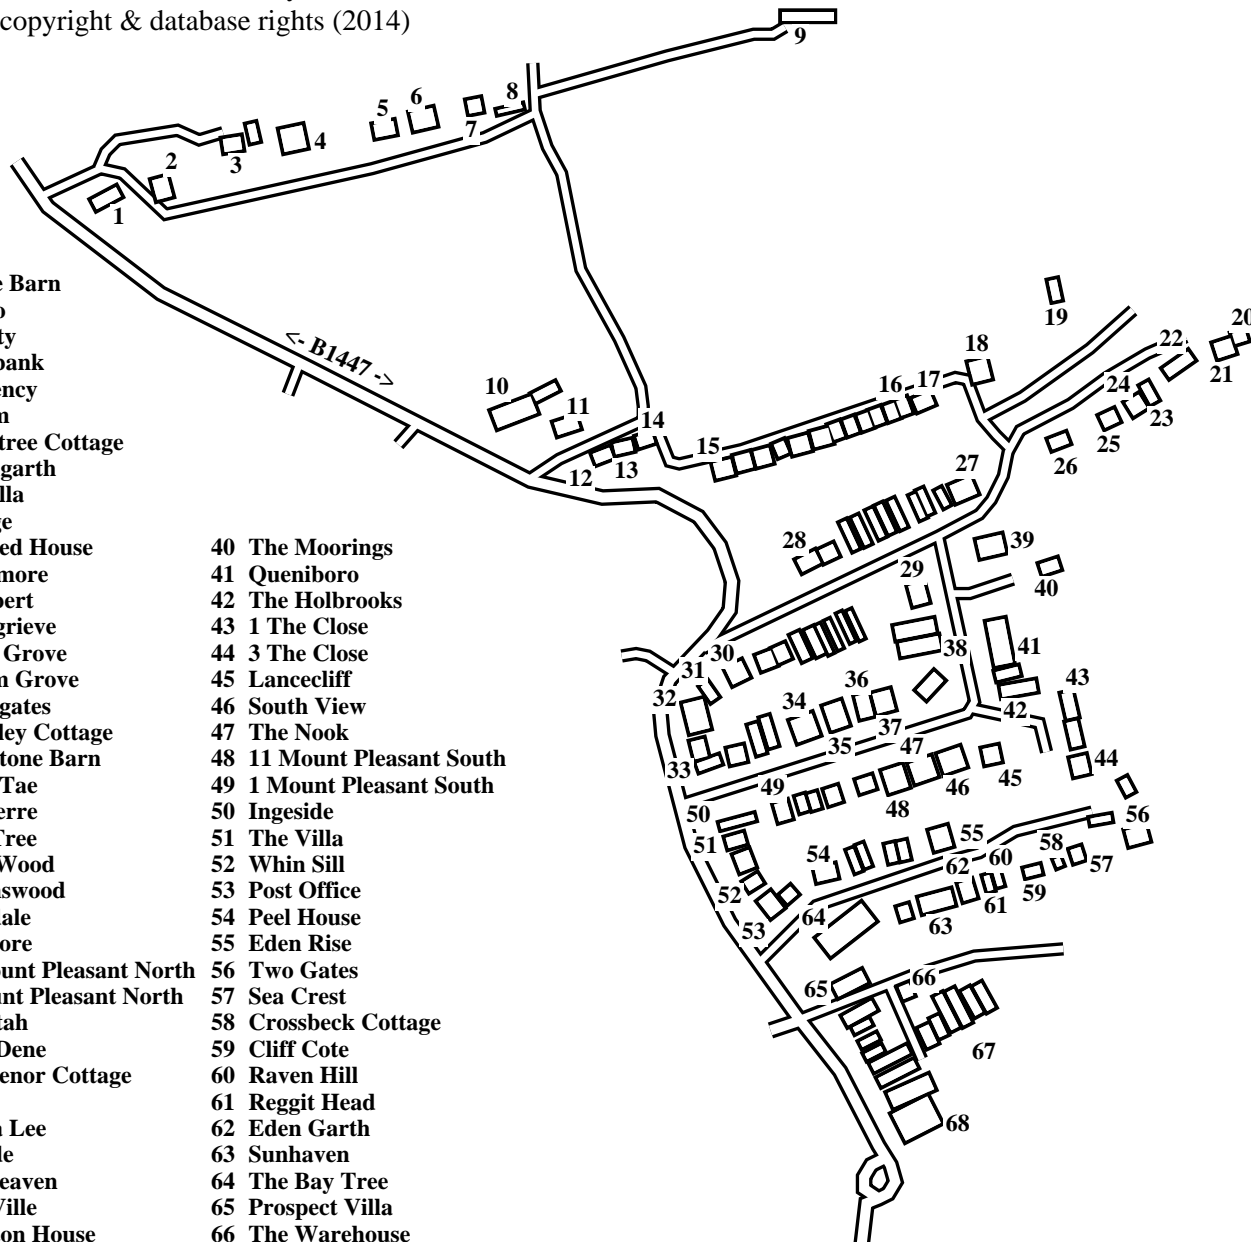 copyright & database rights (2014)
9
8
6
5
7
4
3
2
1
<- B1447 ->
19
20
18
22
21
24
23
25
26
16
17
10
11
14
15
12
13
27
28
39
40
29
38
41
30
31
32
43
42
36
34
37
35
47
33
49
46
45
44
48
50
51
56
55
54
58
60
62
57
52
59
61
64
63
53
66
65
67
68
e Barn
o
ty
bank
ency
n
tree Cottage
garth
lla
ge
ed House
more
bert
grieve
Grove
n Grove
gates
ley Cottage
tone Barn
Tae
erre
Tree
Wood
nswood
ale
ore
ount Pleasant North
unt Pleasant North
tah
Dene
enor Cottage
n Lee
le
eaven
Ville
on House
40 The Moorings
41 Queniboro
42 The Holbrooks
43 1 The Close
44 3 The Close
45 Lancecliff
46 South View
47 The Nook
48 11 Mount Pleasant South
49 1 Mount Pleasant South
50 Ingeside
51 The Villa
52 Whin Sill
53 Post Office
54 Peel House
55 Eden Rise
56 Two Gates
57 Sea Crest
58 Crossbeck Cottage
59 Cliff Cote
60 Raven Hill
61 Reggit Head
62 Eden Garth
63 Sunhaven
64 The Bay Tree
65 Prospect Villa
66 The Warehouse